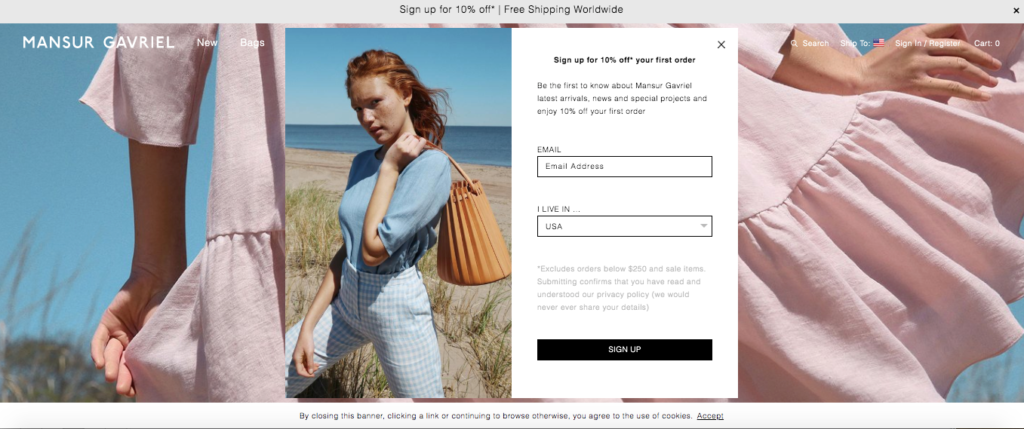 Sign up for 10% off* | Free Shipping Worldwide
MANSUR GAVRIEL New Bags Search Ship To: Sign In / Register Cart: 0
Sign up for 10% off* your first order
Be the first to know about Mansur Gavriel
latest arrivals, news and special projects and
enjoy 10% off your first order
EMAIL
Email Address
I LIVE IN ...
USA
*Excludes orders below $250 and sale items.
Submitting confirms that you have read and
understood our privacy policy (we would
never ever share your details)
SIGN UP
By closing this banner, clicking a link or continuing to browse otherwise, you agree to the use of cookies. Accept